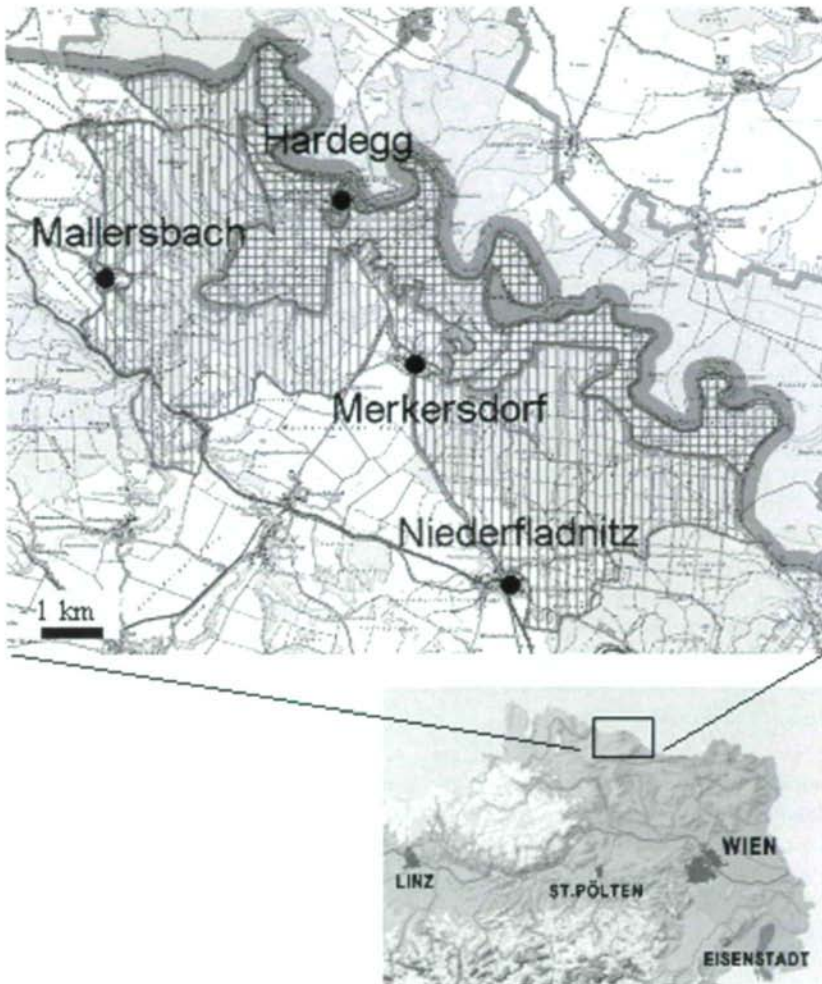 Hardegg
Mallersbach
Merkersdorf
Niederfladnitz
1 km
WIEN
LINZ
ST.PÖLTEN
EISENSTADT